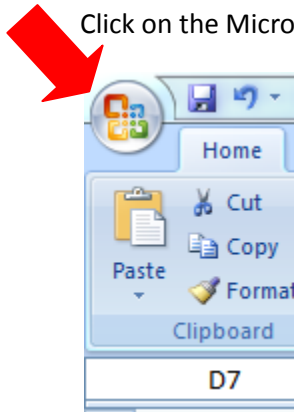 Click on the Micro
Home
Cut
Copy
Paste
Format
Clipboard
D7